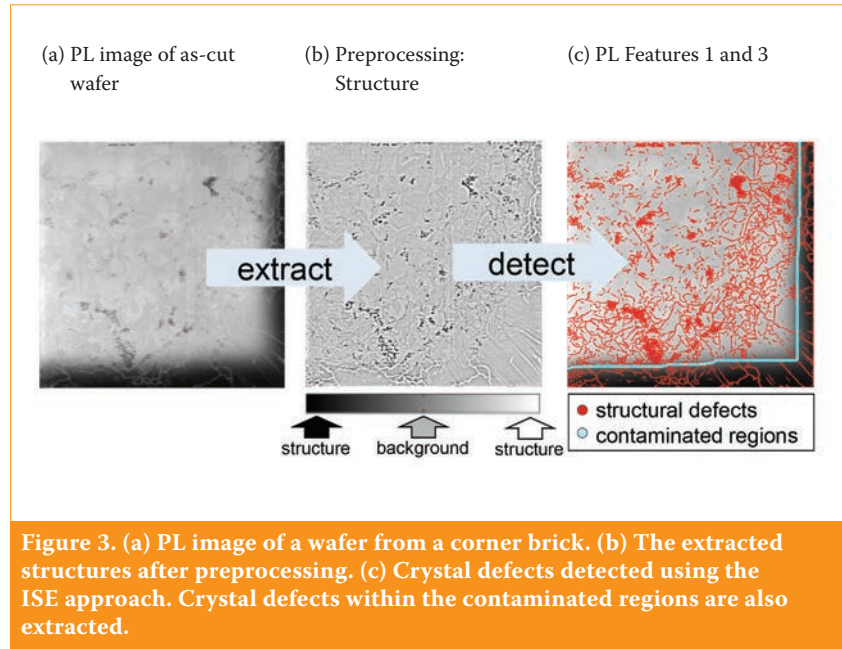 (a) PL image of as-cut
wafer
(b) Preprocessing:
Structure
(c) PL Features 1 and 3
extract
detect
structure
background
structure
structural defects
contaminated regions
Figure 3. (a) PL image of a wafer from a corner brick. (b) The extracted
structures after preprocessing. (c) Crystal defects detected using the
ISE approach. Crystal defects within the contaminated regions are also
extracted.